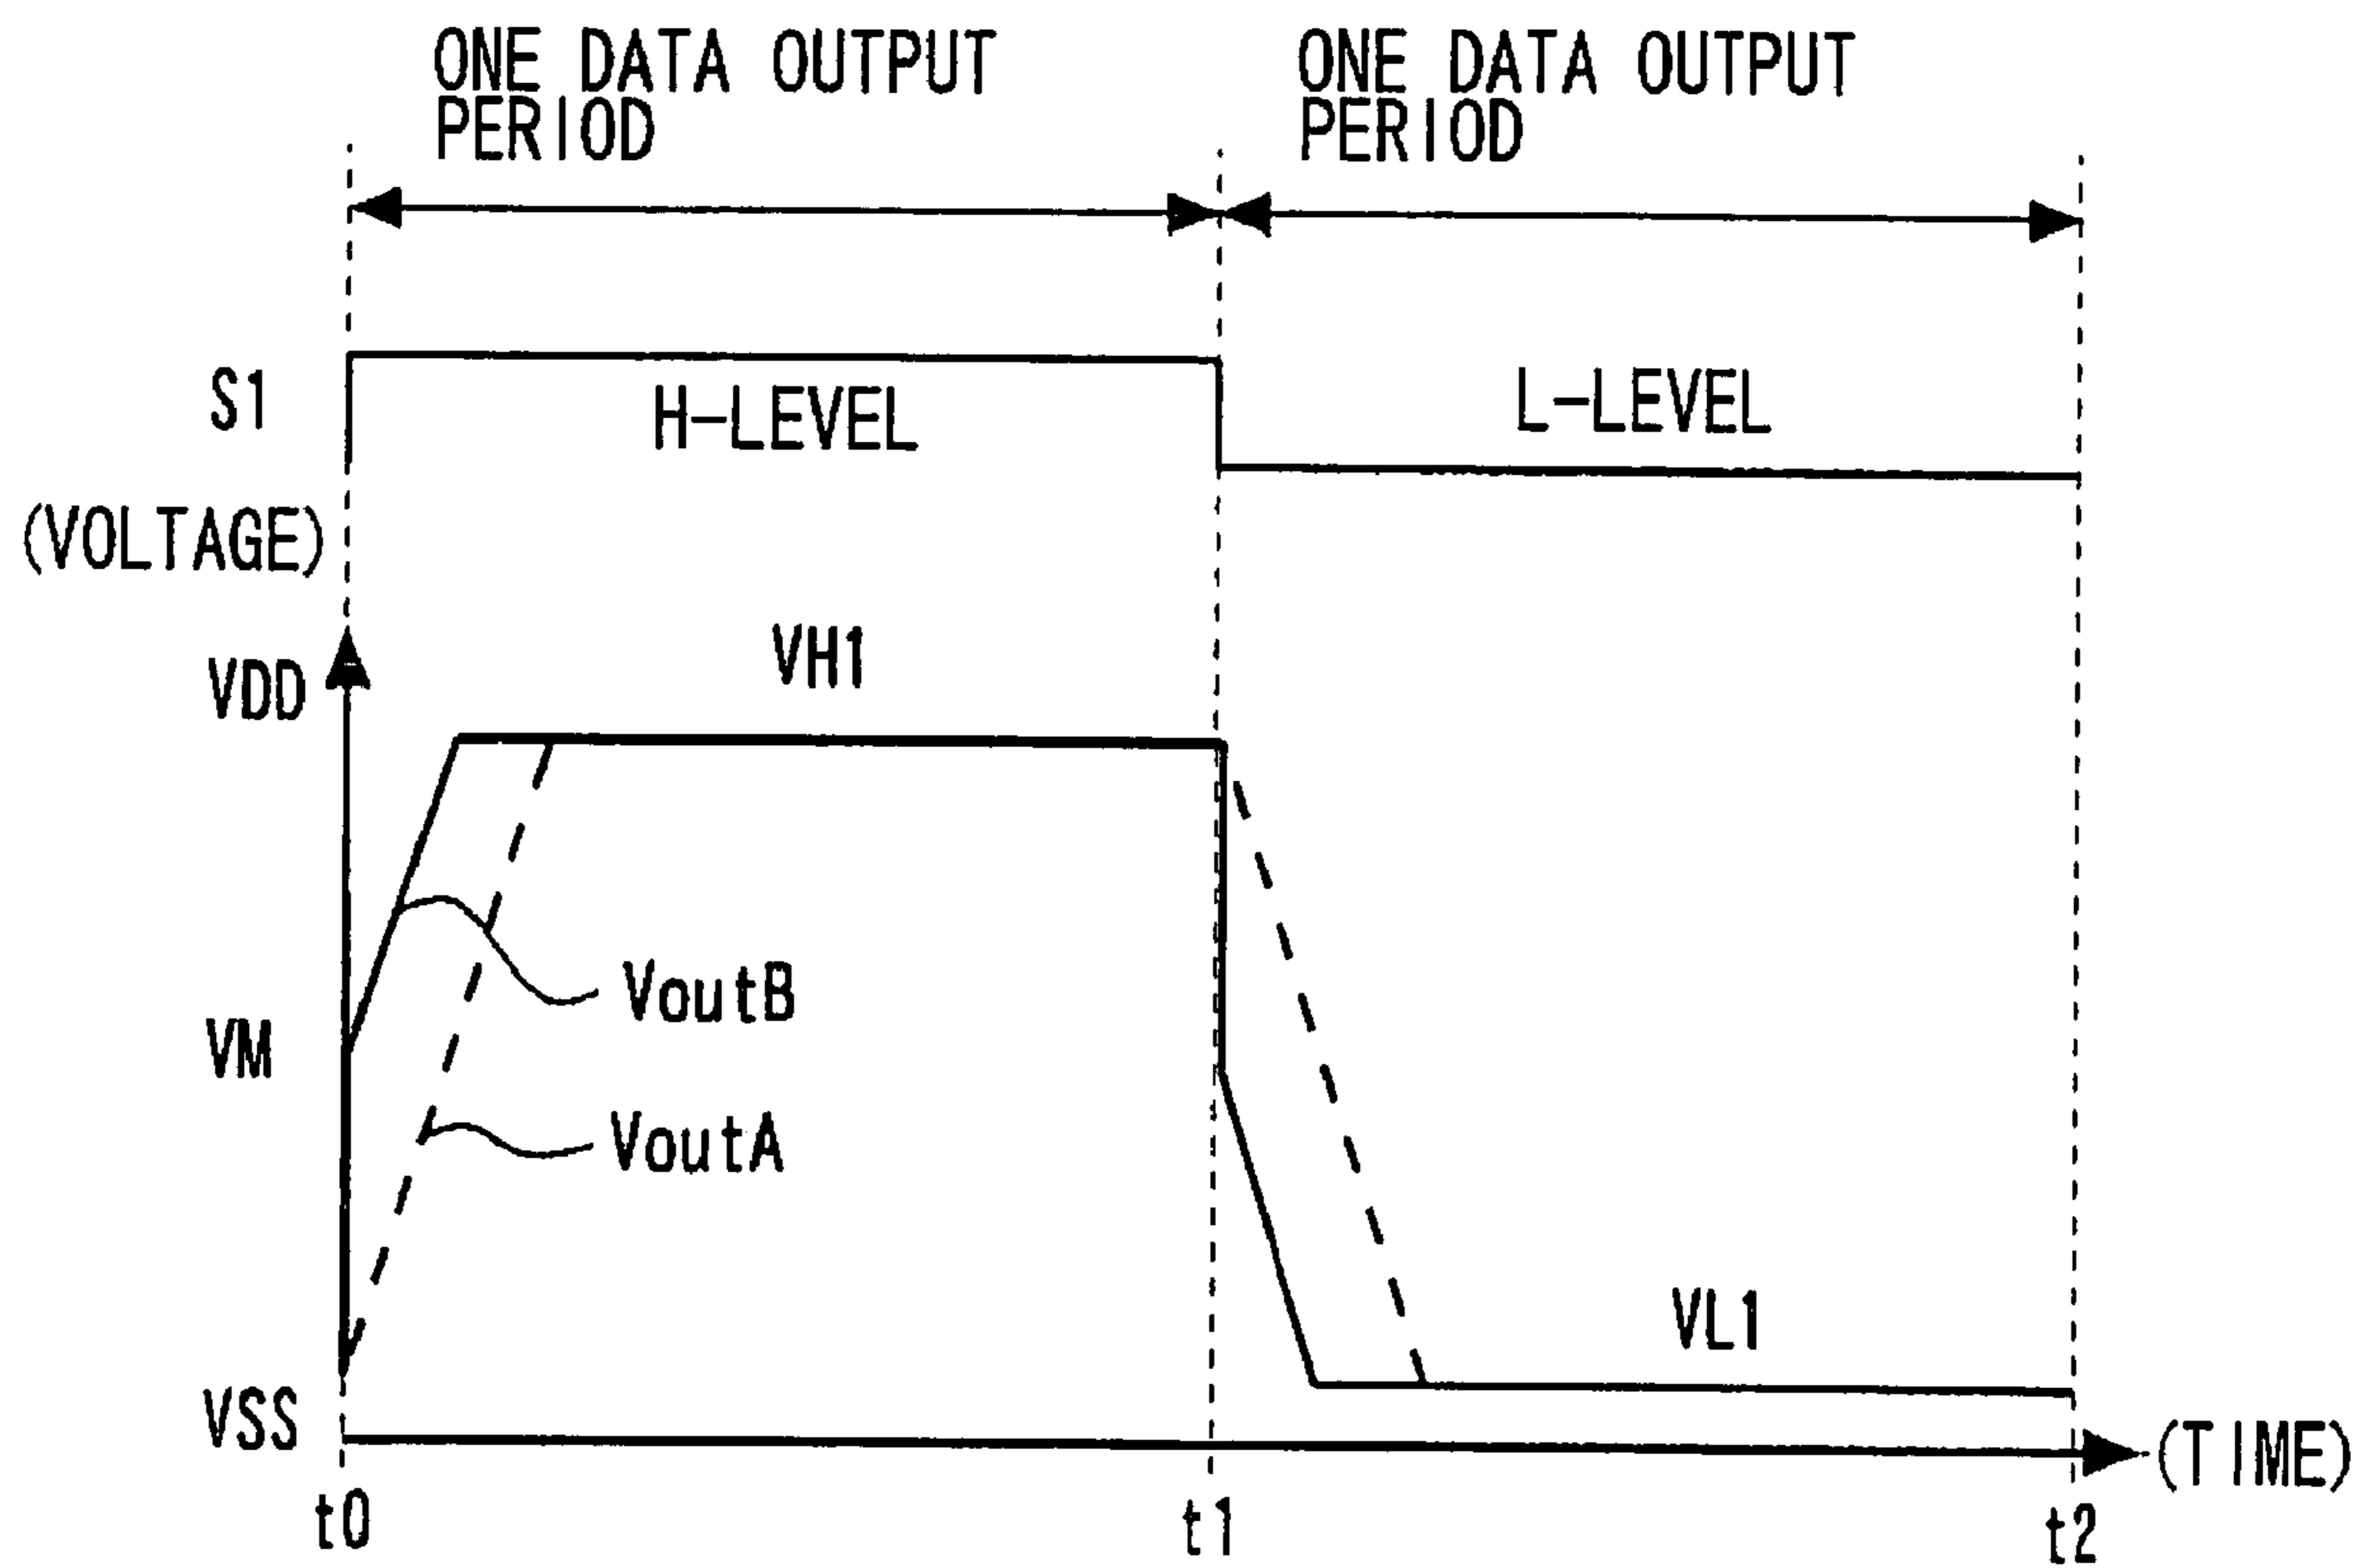 ONE DATA OUTPUT
PERIOD
ONE DATA OUTPUT
PERIOD
S1
H-LEVEL
L-LEVEL
(VOLTAGE)
VDD
VH1
VoutB
VM
VoutA
VL1
VSS
(TIME)
t0
t1
t2